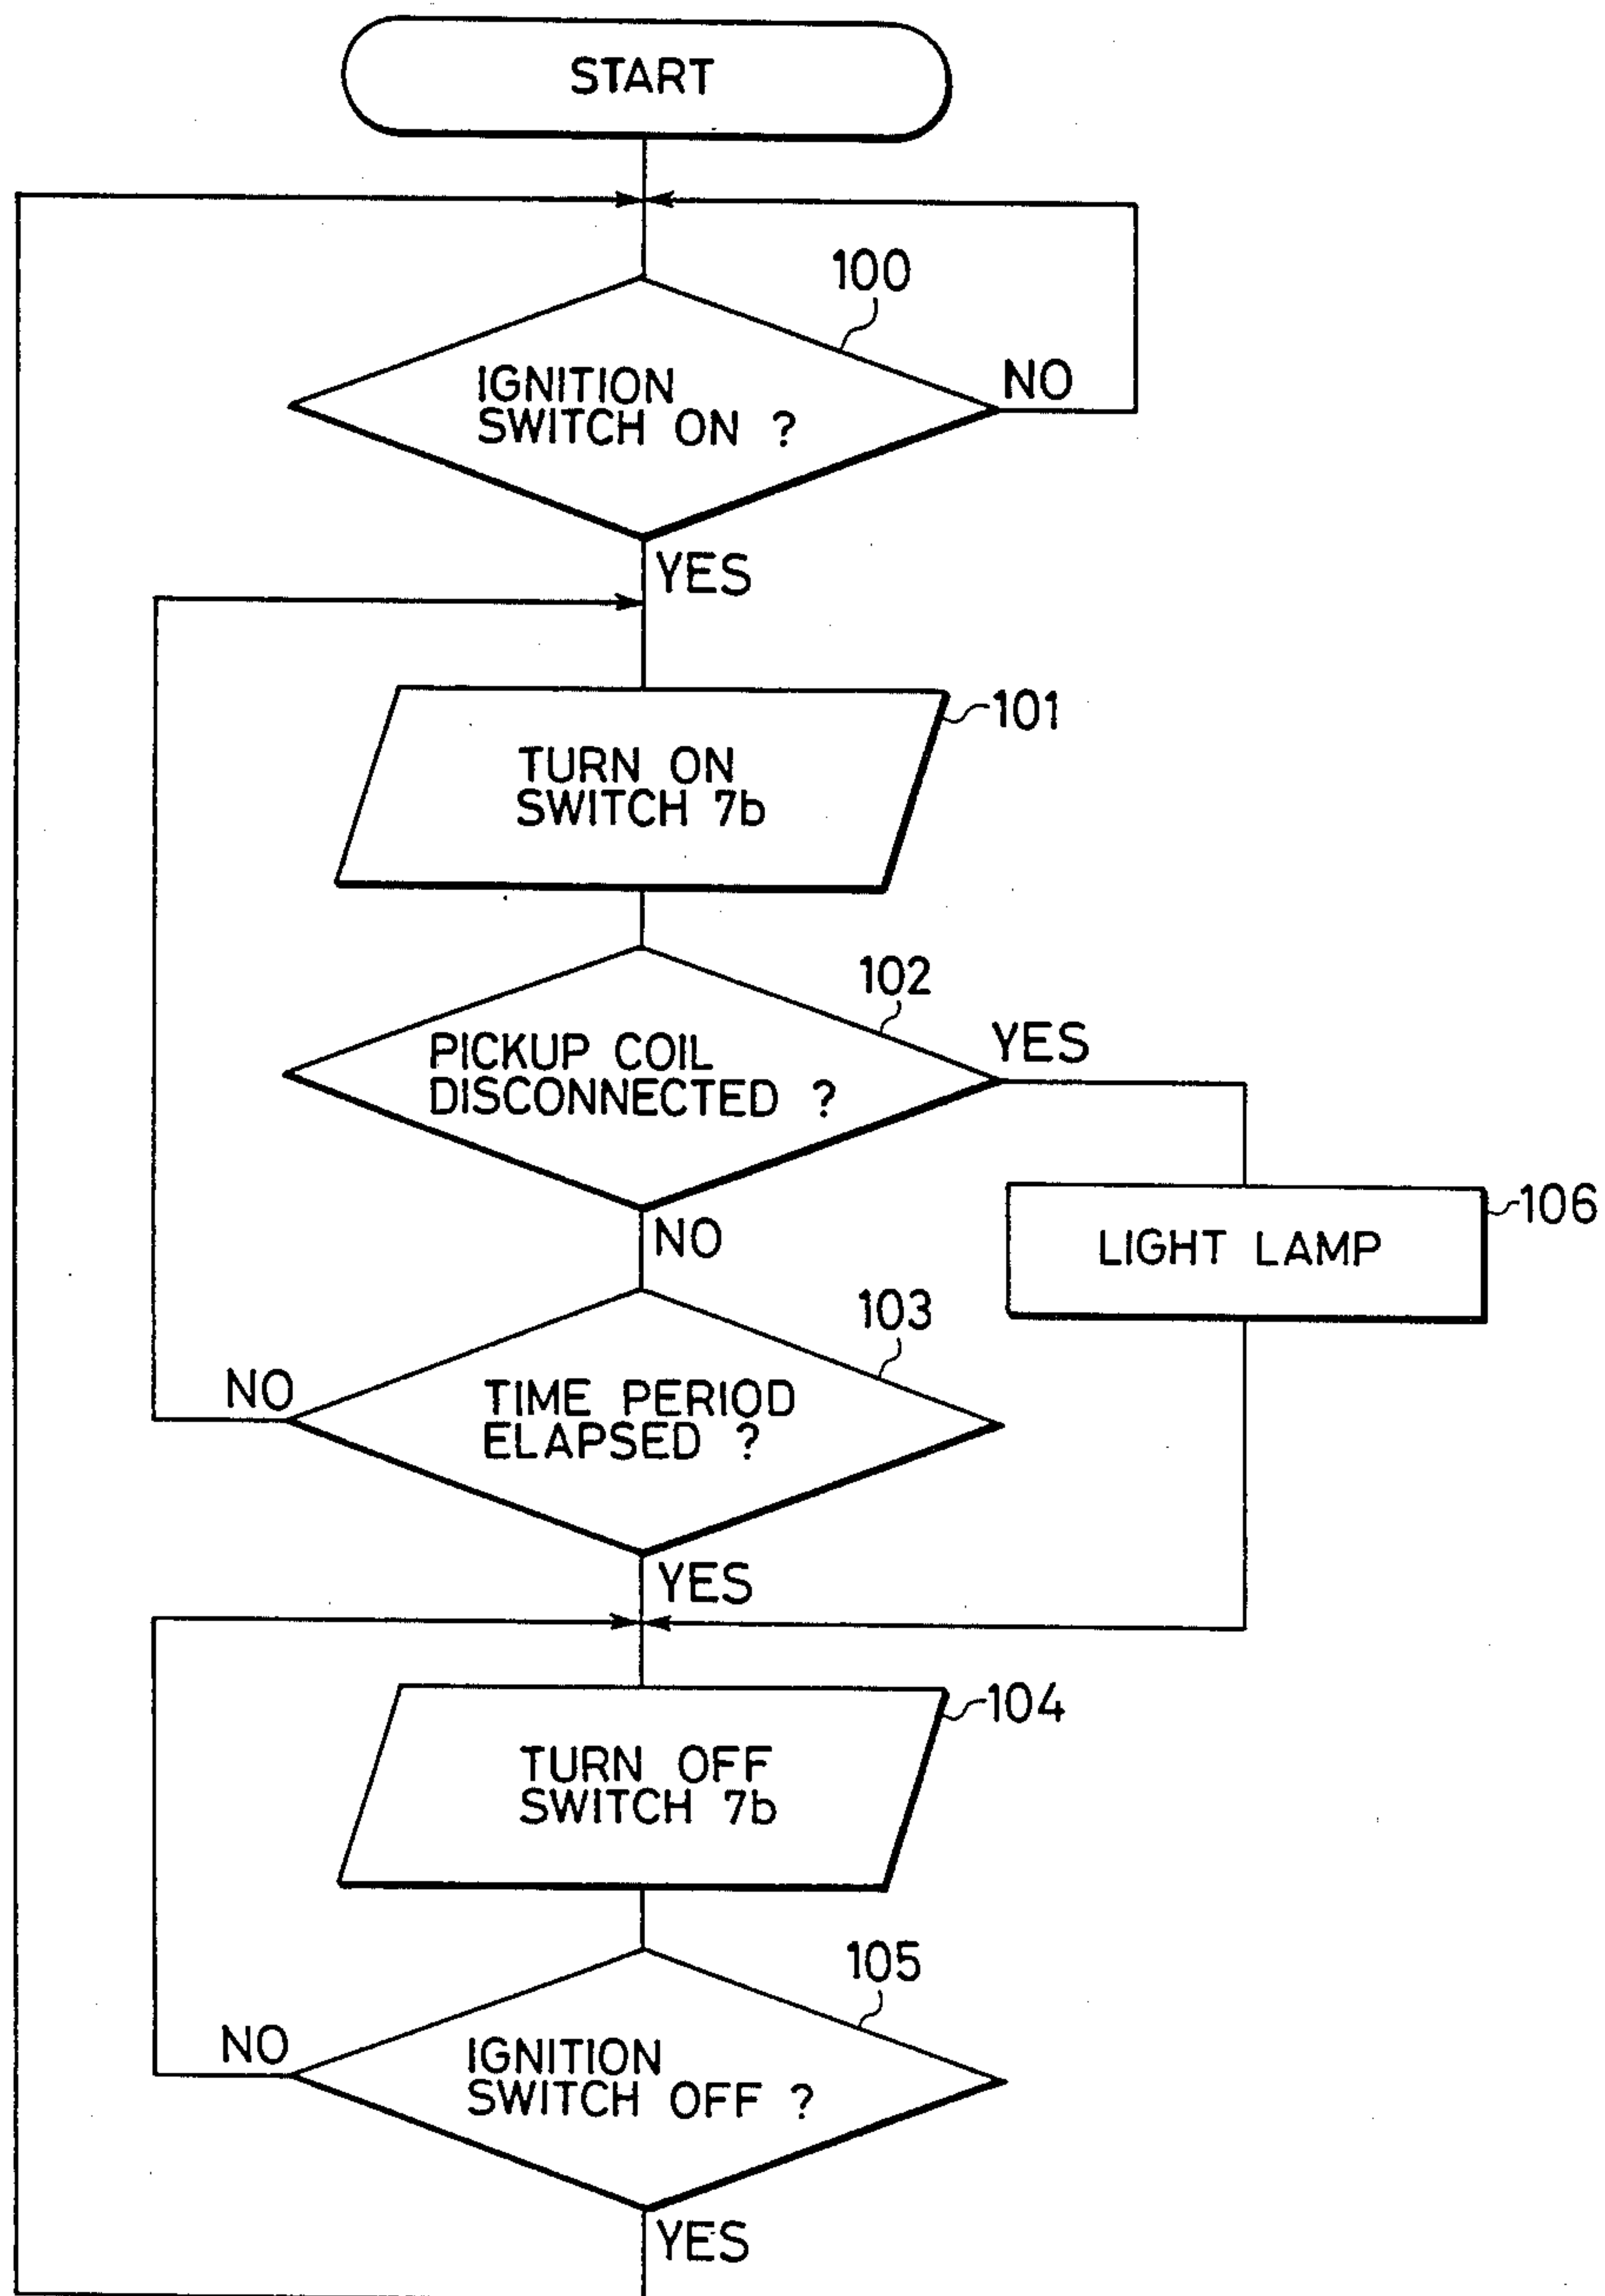 START
100
IGNITION
SWITCH ON ?
NO
YES
101
TURN ON
SWITCH 7b
102
PICKUP COIL
DISCONNECTED ?
YES
NO
106
LIGHT LAMP
103
TIME PERIOD
ELAPSED ?
NO
YES
104
TURN OFF
SWITCH 7b
105
IGNITION
SWITCH OFF ?
NO
YES